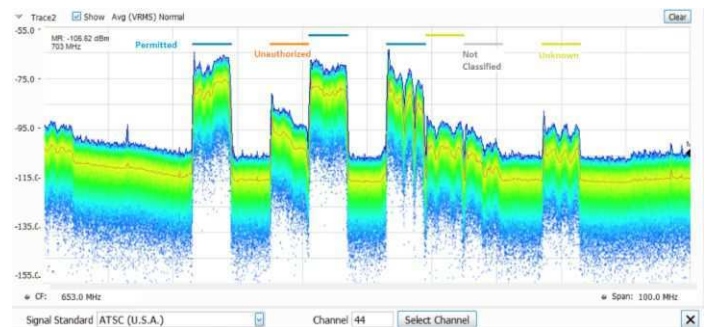 Trace2 Show Avg (VRMS) Normal Clear
-55.0
MR: -106.62 dBm
703 MHz
Permitted
Unauthorized
Not
Classified
Unknown
-75.0
-95.0
M
-115.0
-135.0
-155.0
CF: 653.0 MHz Span: 100.0 MHz
Signal Standard ATSC (U.S.A.) Channel 44 Select Channel X